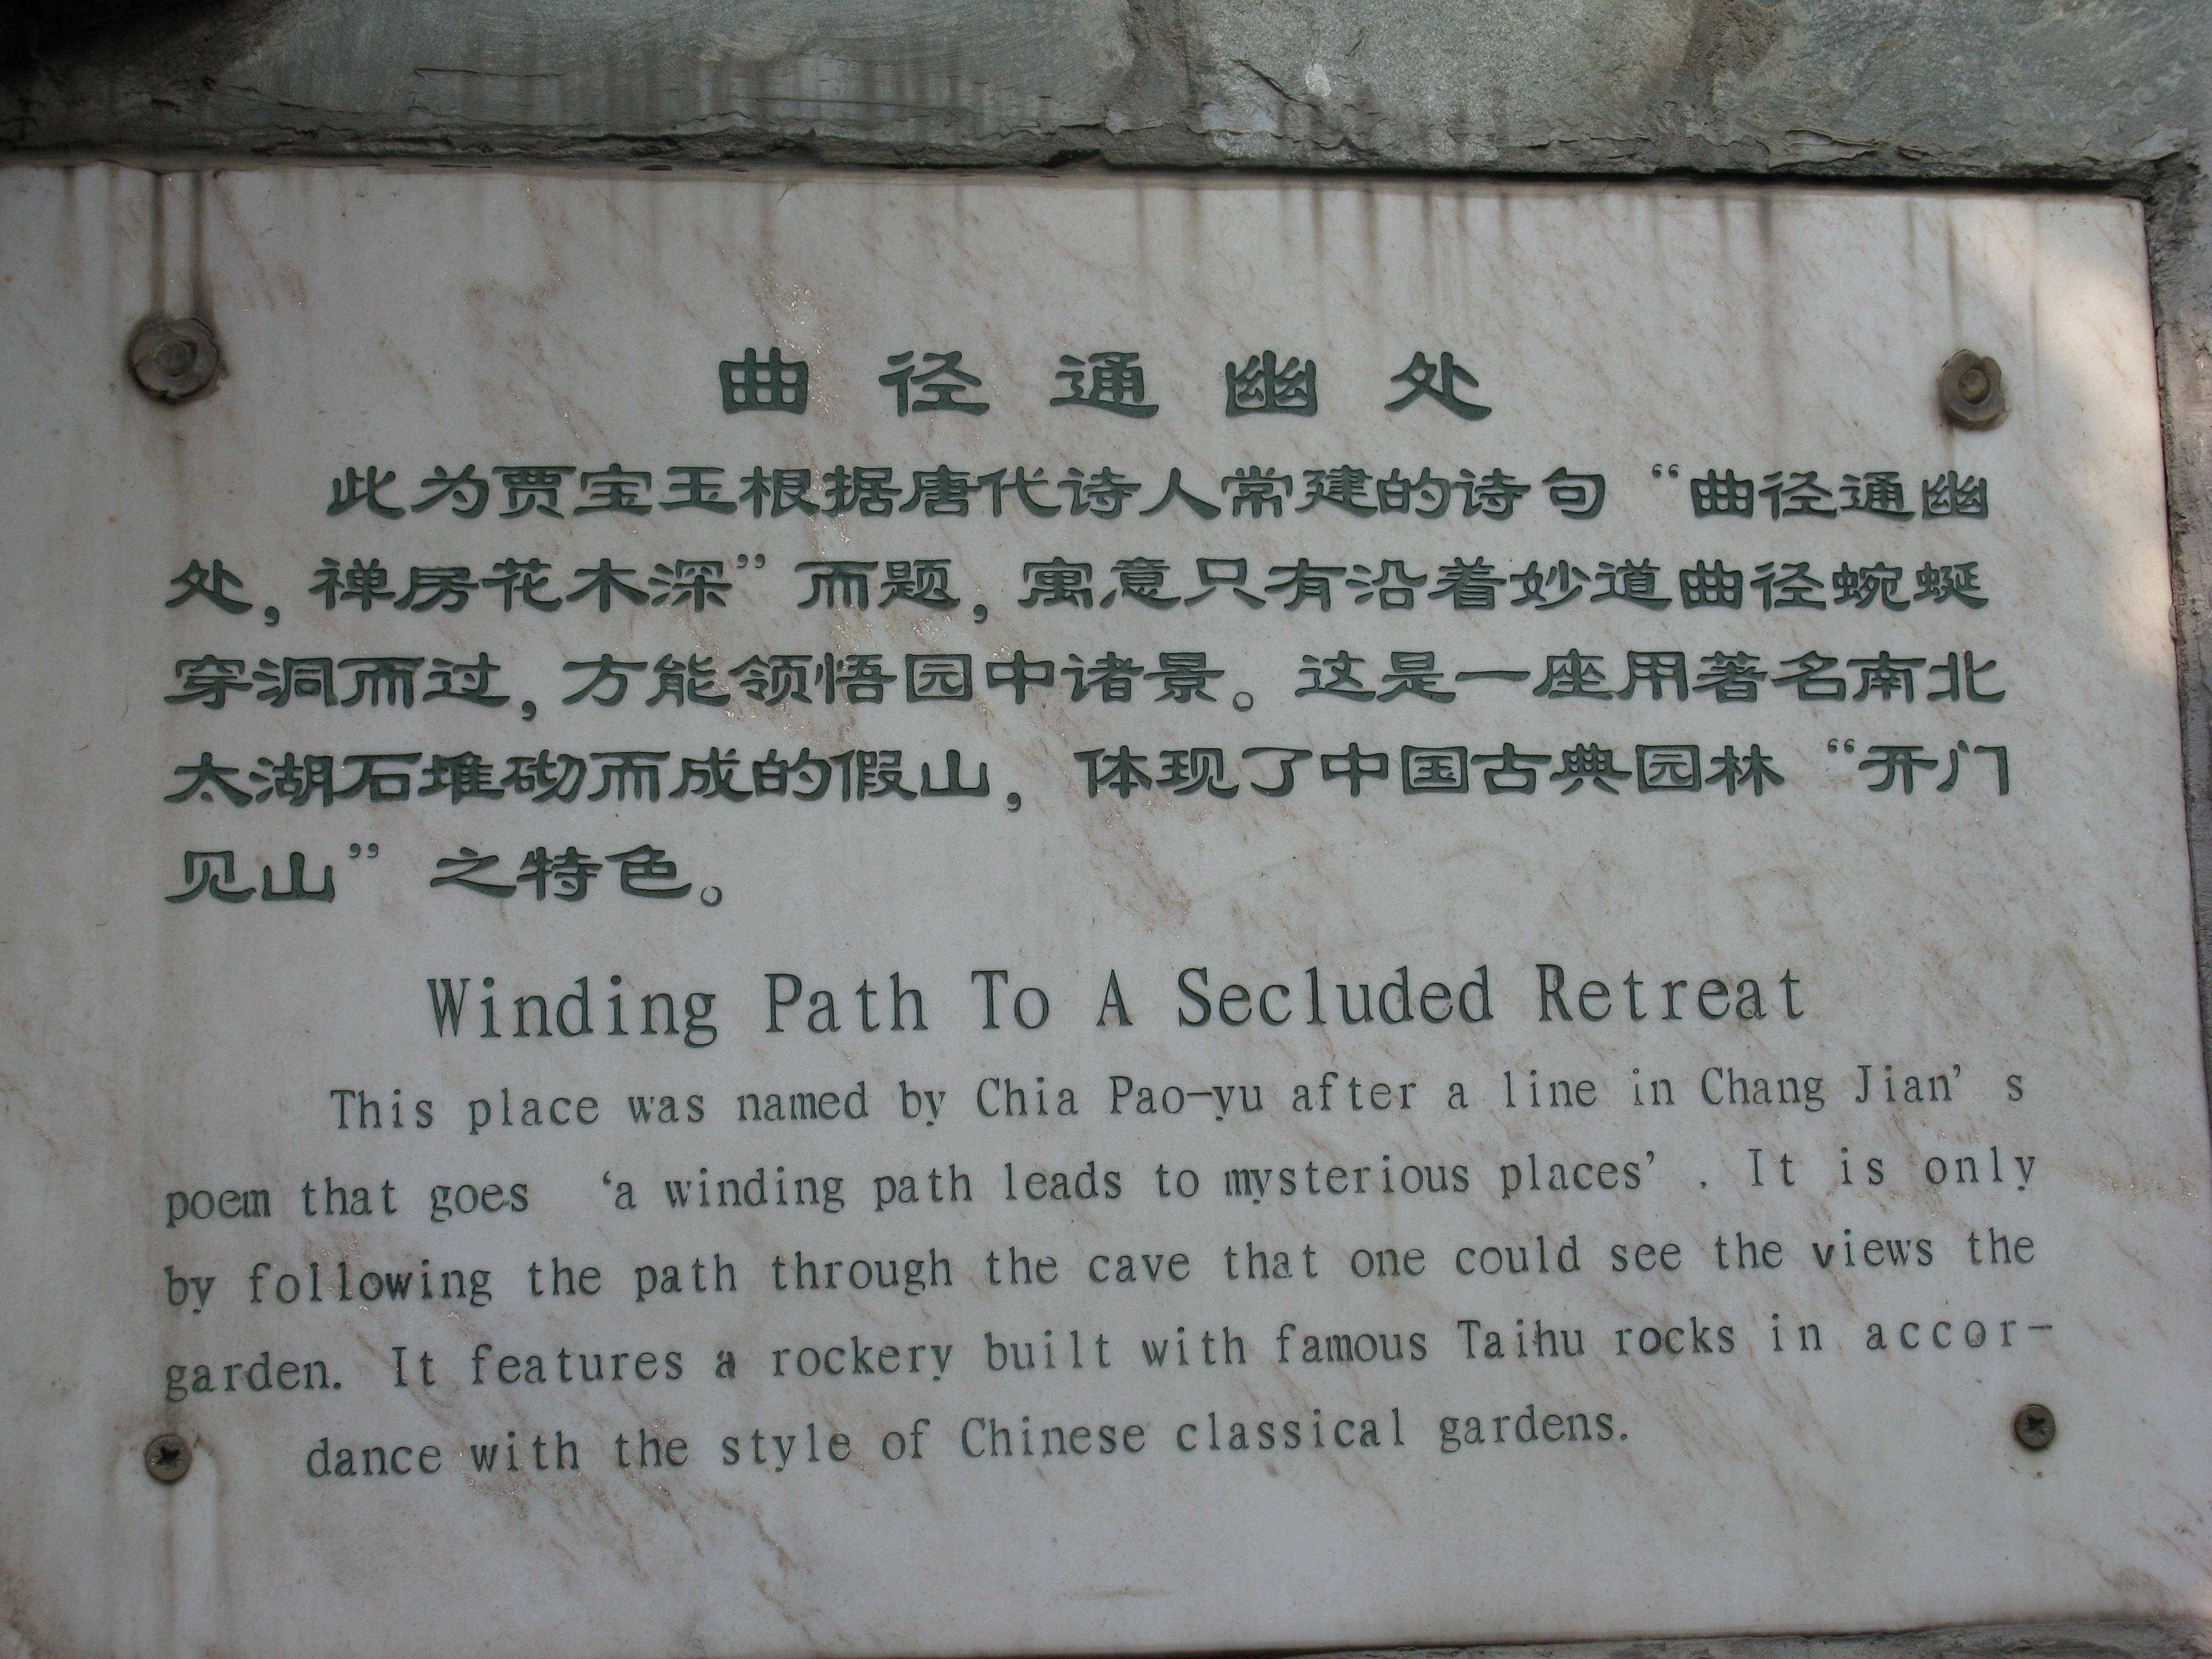 曲径通幽处
此为贾宝玉根据唐代诗人常建的诗句“曲径通幽
处，禅房花木深”而题，寓意只有沿着妙道曲径蜿蜒
穿洞而过，方能领悟园中诸景。这是一座用著名南北
太湖石堆砌而成的假山，体现了中国古典园林“开门
见山”之特色。
Winding Path To A Secluded Retreat
This place was named by Chia Pao-yu after a line in Chang Jian's
poem that goes 'a winding path leads to mysterious places'. It is only
by following the path through the cave that one could see the views the
garden. It features a rockery built with famous Taihu rocks in accor-
dance with the style of Chinese classical gardens.